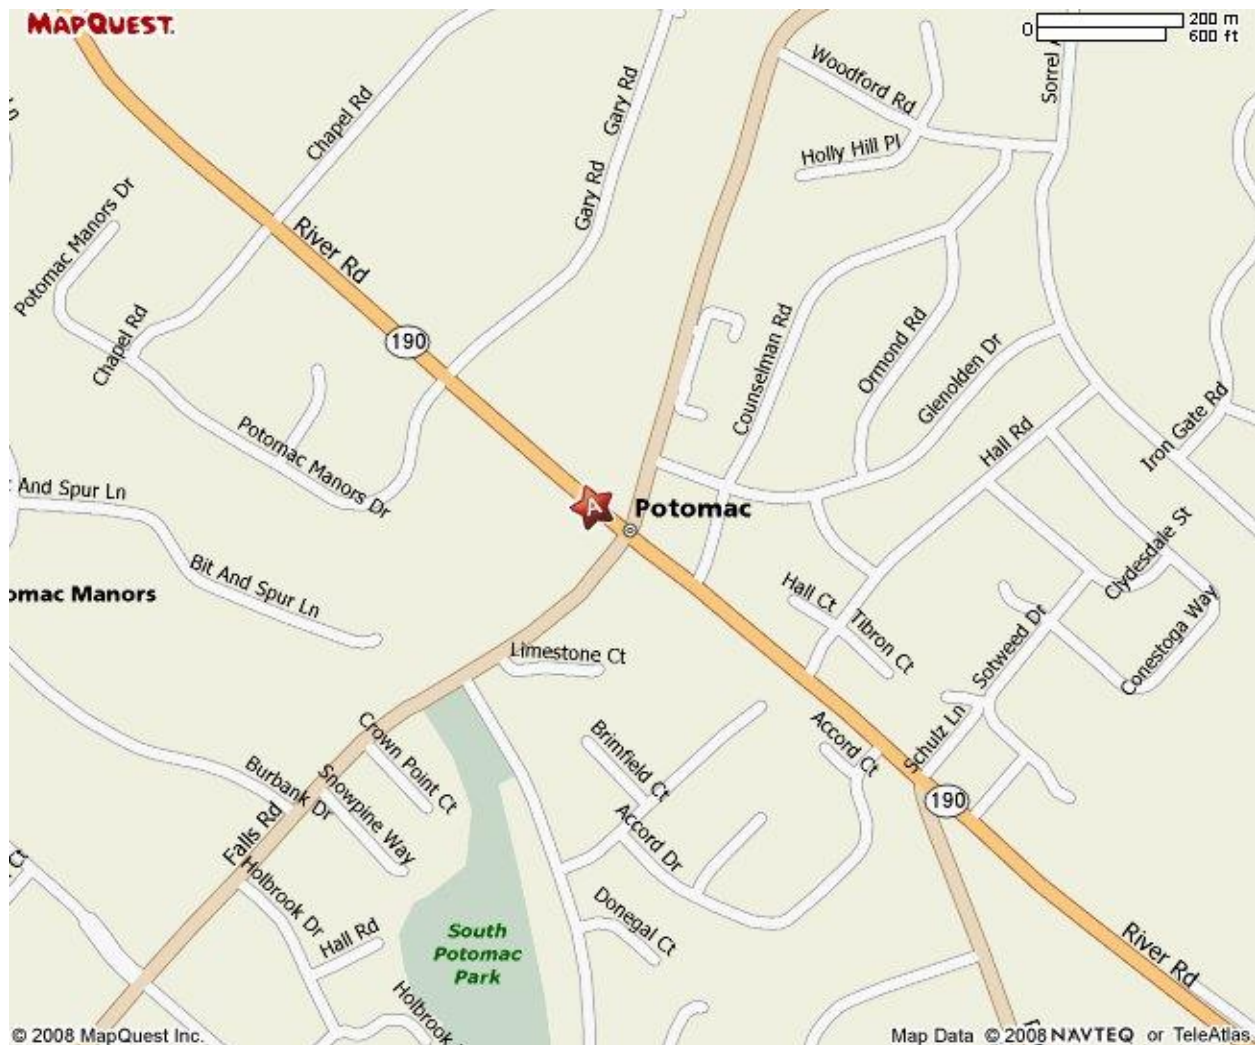 MAPQUEST.
0
200 m
600 ft
Woodford Rd
Chapel Rd
Gary Rd
Holly Hill Pl
Gary Rd
Potomac Manors Dr
River Rd
190
Chapel Rd
Counselman Rd
Ormond Rd
Glenolden Dr
Hall Rd
Iron Gate Rd
Potomac Manors Dr
And Spur Ln
A
Potomac
Bit And Spur Ln
omac Manors
Hall Ct
Tibron Ct
Clydesdale St
Conestoga Way
Sotweed Dr
Limestone Ct
Crown Point Ct
Brimfield Ct
Accord Ct
Schulz Ln
190
Burbank Dr
Snowpine Way
Falls Rd
Accord Dr
Holbrook Dr
Hall Rd
Donegal Ct
South
Potomac
Park
Holbrook
River Rd
Sorrel
Ct
© 2008 MapQuest Inc.
Map Data © 2008 NAVTEQ or TeleAtlas